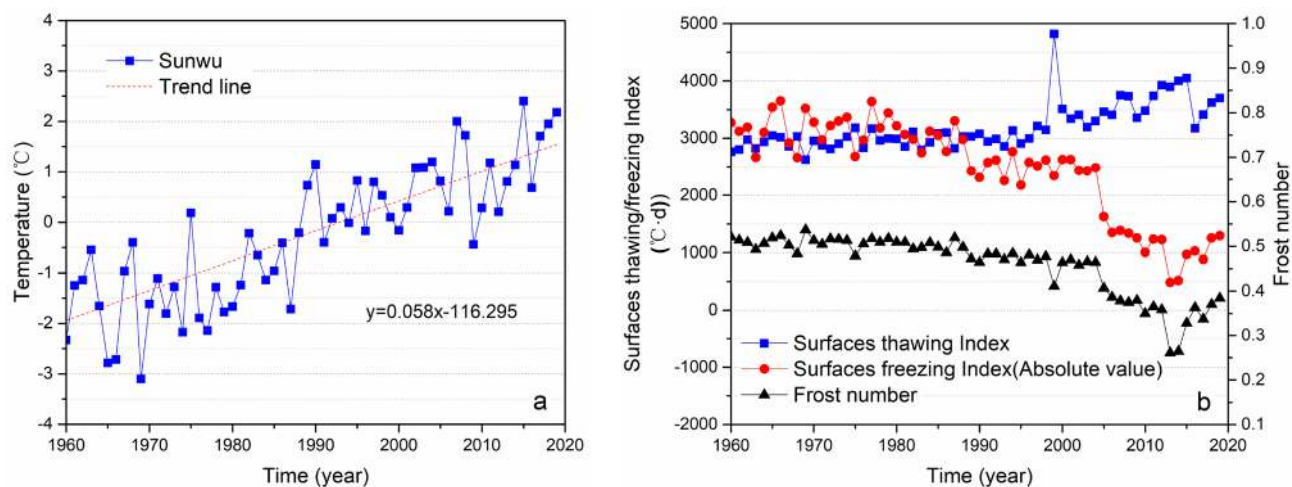 4
3
2
1
0
-1
-2
-3
-4
Temperature (℃)
Sunwu
Trend line
y=0.058x-116.295
a
1960 1970 1980 1990 2000 2010 2020
Time (year)
5000
4000
3000
2000
1000
0
-1000
-2000
Surfaces thawing/freezing Index
(℃·d))
Surfaces thawing Index
Surfaces freezing Index(Absolute value)
Frost number
b
1960 1970 1980 1990 2000 2010 2020
Time (year)
1.0
0.9
0.8
0.7
0.6
0.5
0.4
0.3
0.2
0.1
Frost number